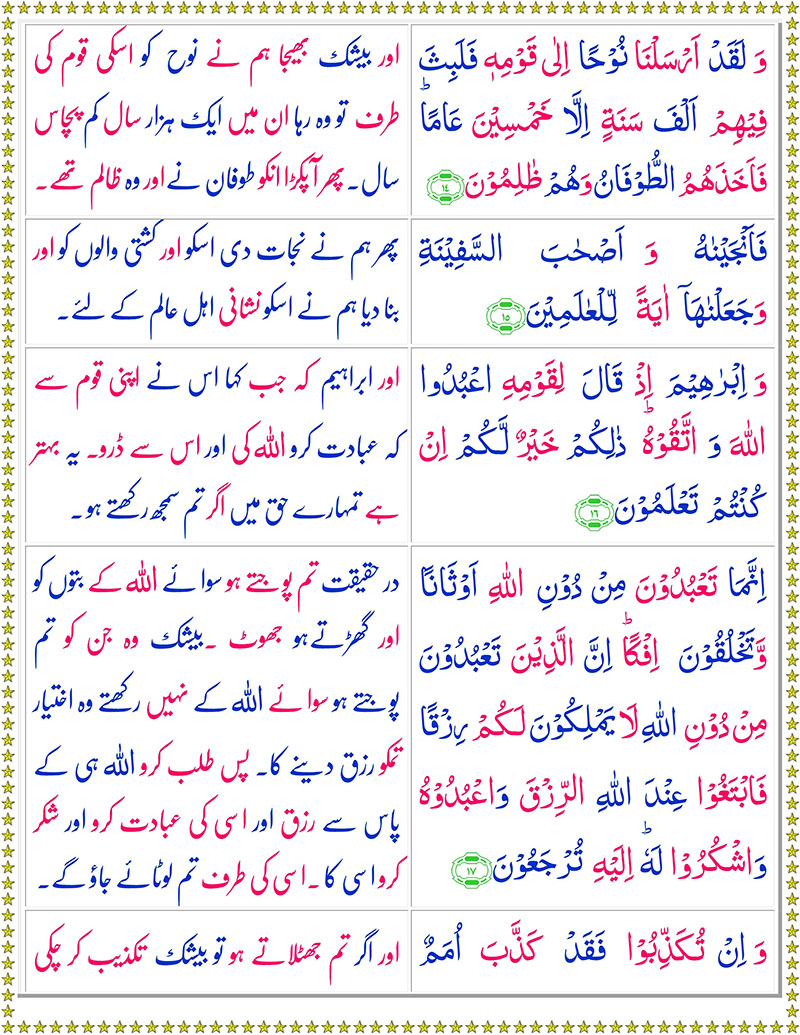 وَ لَقَدْ اَرْسَلْنَا نُوْحًا اِلٰى قَوْمِهٖ فَلَبِثَ
فِيْهِمْ اَلْفَ سَنَةٍ اِلَّا خَمْسِيْنَ عَامًا ؕ
فَاَخَذَهُمُ الطُّوْفَانُ وَهُمْ ظٰلِمُوْنَ ١٤
اور بیشک بھیجا ہم نے نوح کو اسکی قوم کی
طرف تو وہ رہا ان میں ایک ہزار سال کم پچاس
سال۔ پھر آپکڑا انکو طوفان نے اور وہ ظالم تھے۔
فَاَنْجَيْنٰهُ وَ اَصْحٰبَ السَّفِيْنَةِ
وَجَعَلْنٰهَاۤ اٰيَةً لِّلْعٰلَمِيْنَ ١٥
پھر ہم نے نجات دی اسکو اور کشتی والوں کو اور
بنا دیا ہم نے اسکو نشانی اہل عالم کے لئے۔
وَ اِبْرٰهِيْمَ اِذْ قَالَ لِقَوْمِهِ اعْبُدُوا
اللهَ وَ اتَّقُوْهُ ؕ ذٰلِكُمْ خَيْرٌ لَّكُمْ اِنْ
كُنْتُمْ تَعْلَمُوْنَ ١٦
اور ابراہیم کہ جب کہا اس نے اپنی قوم سے
کہ عبادت کرو اللہ کی اور اس سے ڈرو۔ یہ بہتر
ہے تمہارے حق میں اگر تم سمجھ رکھتے ہو۔
اِنَّمَا تَعْبُدُوْنَ مِنْ دُوْنِ اللهِ اَوْثَانًا
وَّتَخْلُقُوْنَ اِفْكًا ؕ اِنَّ الَّذِيْنَ تَعْبُدُوْنَ
مِنْ دُوْنِ اللهِ لَا يَمْلِكُوْنَ لَكُمْ رِزْقًا
فَابْتَغُوْا عِنْدَ اللهِ الرِّزْقَ وَاعْبُدُوْهُ
وَاشْكُرُوْا لَهٗ ؕ اِلَيْهِ تُرْجَعُوْنَ ١٧
در حقیقت تم پوجتے ہو سوائے اللہ کے بتوں کو
اور گھڑتے ہو جھوٹ ۔ بیشک وہ جن کو تم
پوجتے ہو سوائے اللہ کے نہیں رکھتے وہ اختیار
تمکو رزق دینے کا۔ پس طلب کرو اللہ ہی کے
پاس سے رزق اور اسی کی عبادت کرو اور شکر
کرو اسی کا۔ اسی کی طرف تم لوٹائے جاؤ گے۔
وَ اِنْ تُكَذِّبُوْا فَقَدْ كَذَّبَ اُمَمٌ
اور اگر تم جھٹلاتے ہو تو بیشک تکذیب کر چکی